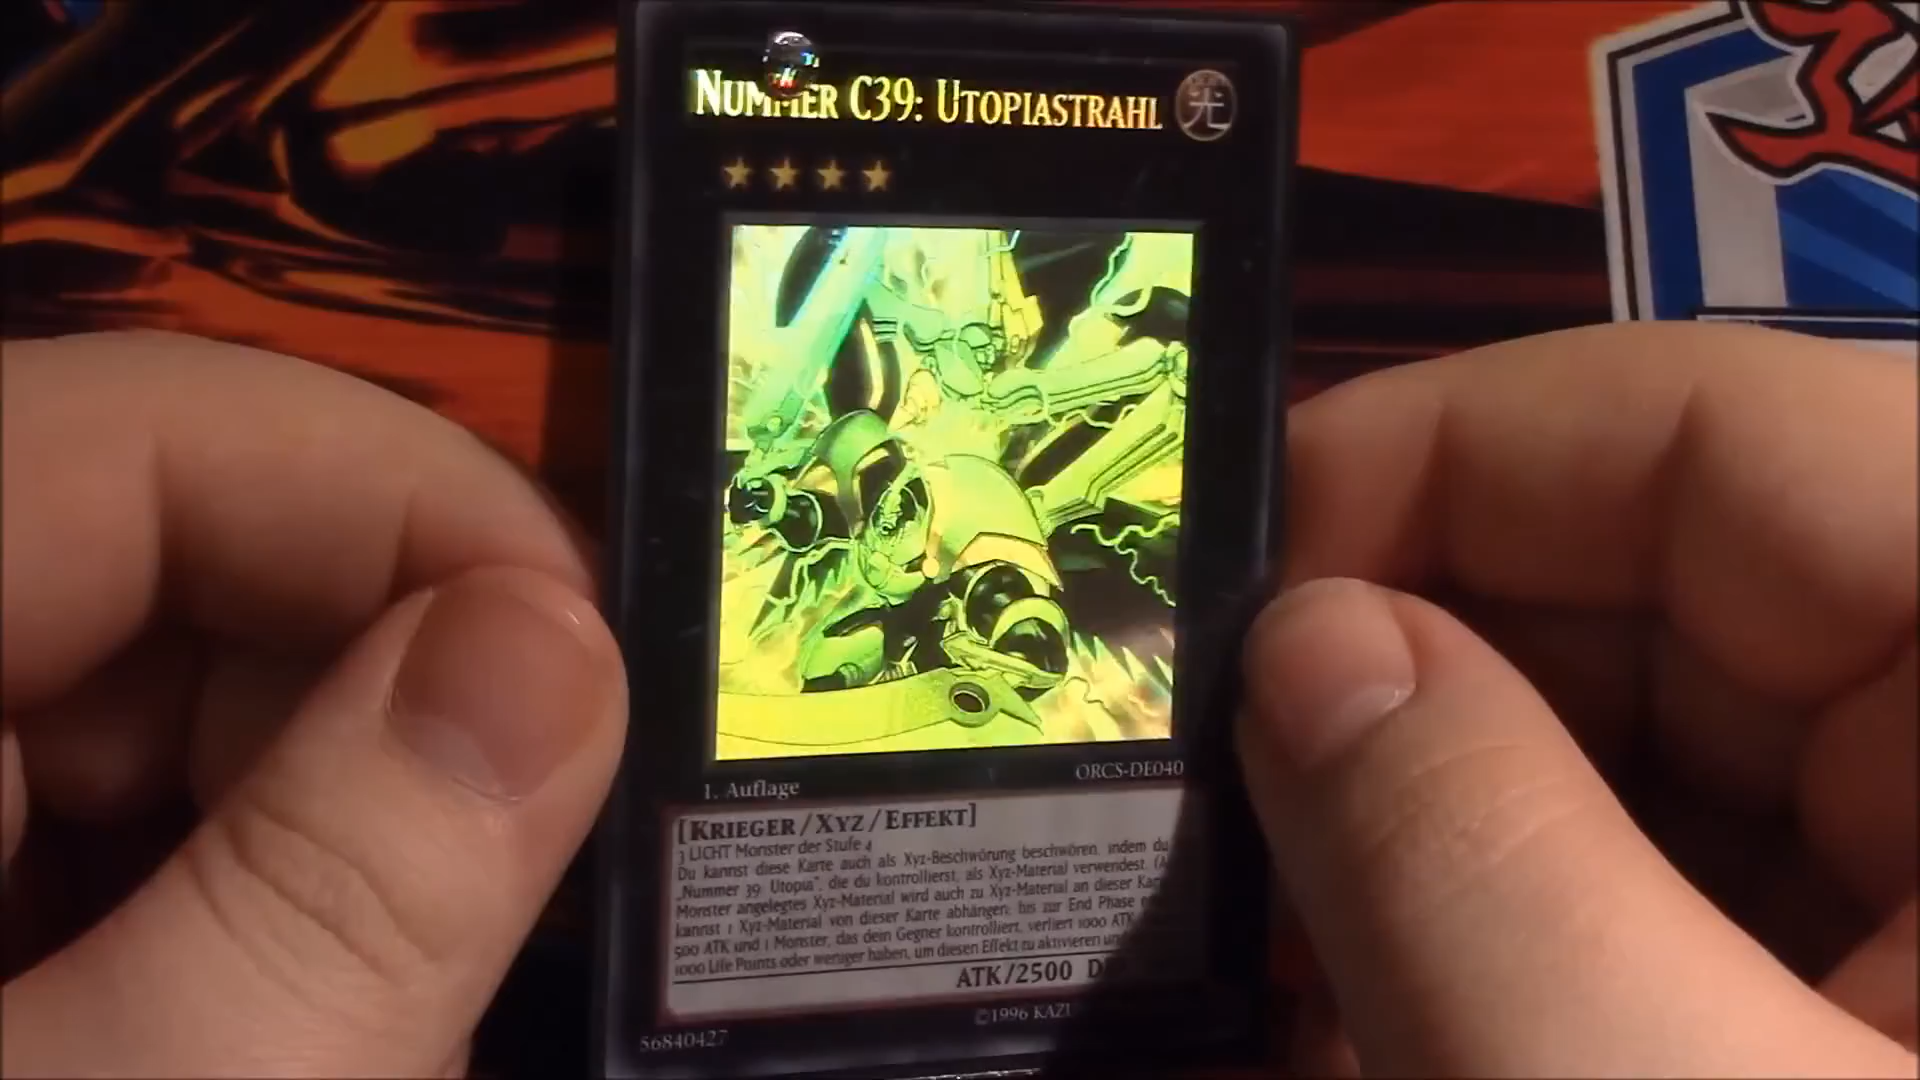 NUMMER C39: UTOPIASTRAHL
光
1. Auflage
ORCS-DE040
[KRIEGER/XYZ/EFFEKT]
3 LICHT Monster der Stufe 4
Du kannst diese Karte auch als Xyz-Beschwörung beschwören, indem du
„Nummer 39: Utopia“, die du kontrollierst, als Xyz-Material verwendest. (A
Monster angelegtes Xyz-Material wird auch zu Xyz-Material an dieser Kar
kannst 1 Xyz-Material von dieser Karte abhängen; bis zur End Phase
500 ATK und 1 Monster, das dein Gegner kontrolliert, verliert 1000 ATK
1000 Life Points oder weniger haben, um diesen Effekt zu aktivieren un
ATK/2500 D
©1996 KAZU
56840427